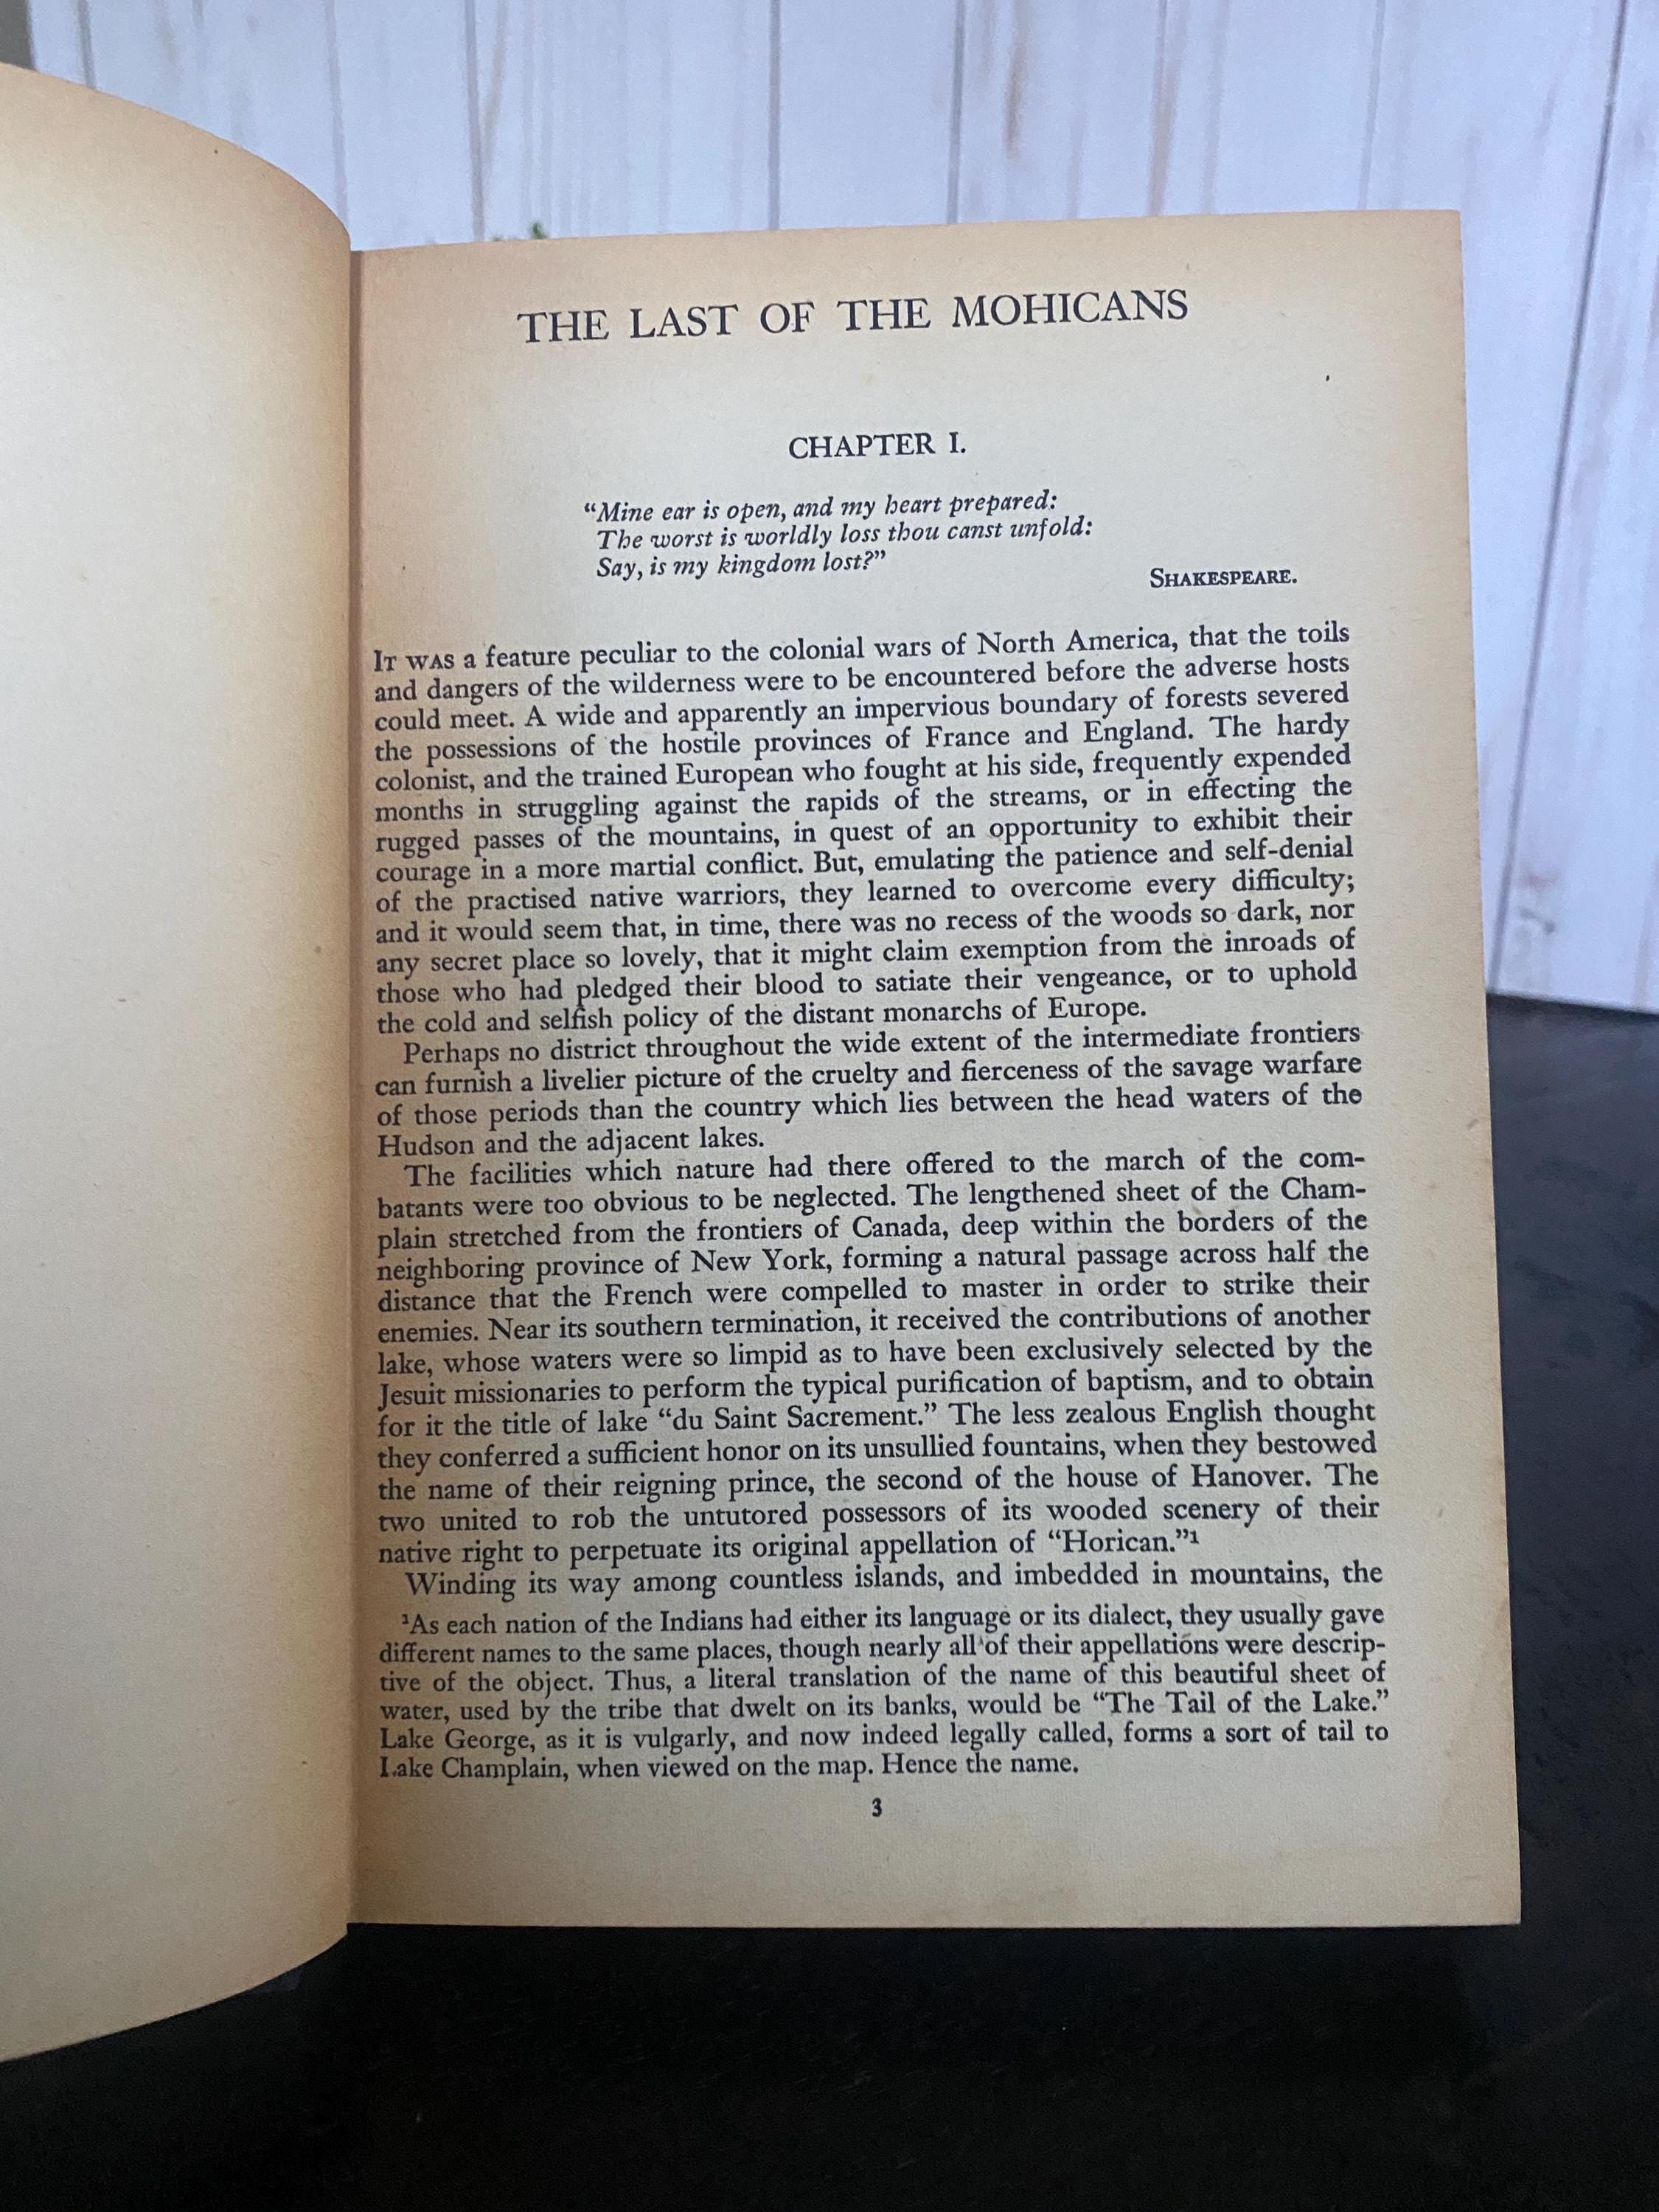 THE LAST OF THE MOHICANS
CHAPTER I.
“Mine ear is open, and my heart prepared:
The worst is worldly loss thou canst unfold:
Say, is my kingdom lost?”
SHAKESPEARE.
IT WAS a feature peculiar to the colonial wars of North America, that the toils
and dangers of the wilderness were to be encountered before the adverse hosts
could meet. A wide and apparently an impervious boundary of forests severed
the possessions of the hostile provinces of France and England. The hardy
colonist, and the trained European who fought at his side, frequently expended
months in struggling against the rapids of the streams, or in effecting the
rugged passes of the mountains, in quest of an opportunity to exhibit their
courage in a more martial conflict. But, emulating the patience and self-denial
of the practised native warriors, they learned to overcome every difficulty;
and it would seem that, in time, there was no recess of the woods so dark, nor
any secret place so lovely, that it might claim exemption from the inroads of
those who had pledged their blood to satiate their vengeance, or to uphold
the cold and selfish policy of the distant monarchs of Europe.
Perhaps no district throughout the wide extent of the intermediate frontiers
can furnish a livelier picture of the cruelty and fierceness of the savage warfare
of those periods than the country which lies between the head waters of the
Hudson and the adjacent lakes.
The facilities which nature had there offered to the march of the com-
batants were too obvious to be neglected. The lengthened sheet of the Cham-
plain stretched from the frontiers of Canada, deep within the borders of the
neighboring province of New York, forming a natural passage across half the
distance that the French were compelled to master in order to strike their
enemies. Near its southern termination, it received the contributions of another
lake, whose waters were so limpid as to have been exclusively selected by the
Jesuit missionaries to perform the typical purification of baptism, and to obtain
for it the title of lake “du Saint Sacrement.” The less zealous English thought
they conferred a sufficient honor on its unsullied fountains, when they bestowed
the name of their reigning prince, the second of the house of Hanover. The
two united to rob the untutored possessors of its wooded scenery of their
native right to perpetuate its original appellation of “Horican.”¹
Winding its way among countless islands, and imbedded in mountains, the
¹As each nation of the Indians had either its language or its dialect, they usually gave
different names to the same places, though nearly all of their appellations were descrip-
tive of the object. Thus, a literal translation of the name of this beautiful sheet of
water, used by the tribe that dwelt on its banks, would be “The Tail of the Lake.”
Lake George, as it is vulgarly, and now indeed legally called, forms a sort of tail to
Lake Champlain, when viewed on the map. Hence the name.
3